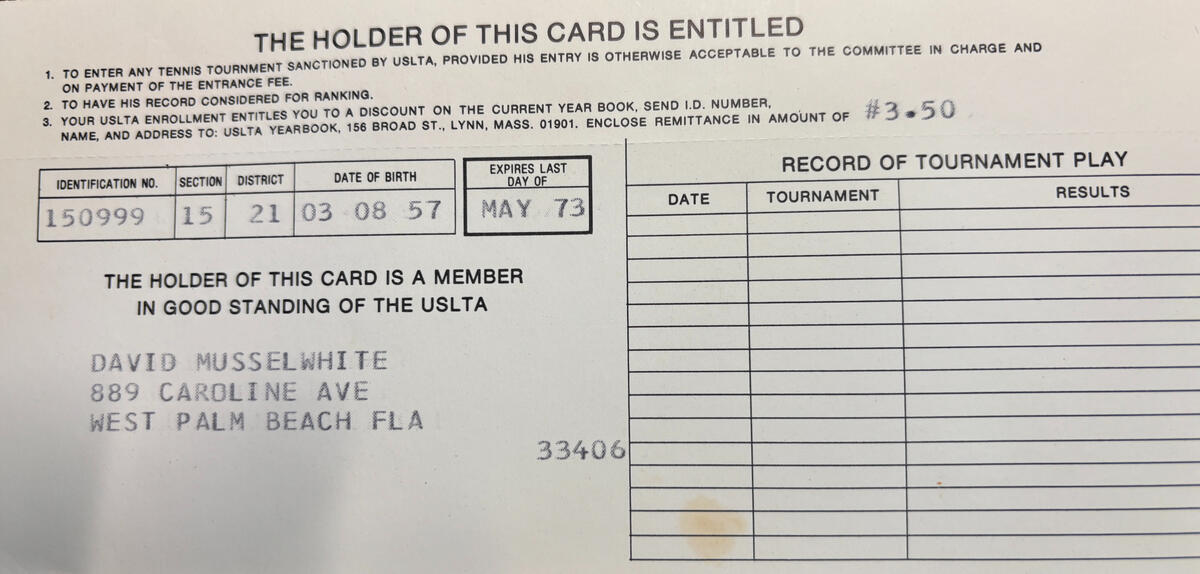 THE HOLDER OF THIS CARD IS ENTITLED
1. TO ENTER ANY TENNIS TOURNMENT SANCTIONED BY USLTA, PROVIDED HIS ENTRY IS OTHERWISE ACCEPTABLE TO THE COMMITTEE IN CHARGE AND
ON PAYMENT OF THE ENTRANCE FEE.
2. TO HAVE HIS RECORD CONSIDERED FOR RANKING.
3. YOUR USLTA ENROLLMENT ENTITLES YOU TO A DISCOUNT ON THE CURRENT YEAR BOOK, SEND I.D. NUMBER,
NAME, AND ADDRESS TO: USLTA YEARBOOK, 156 BROAD ST., LYNN, MASS. 01901. ENCLOSE REMITTANCE IN AMOUNT OF #3.50
IDENTIFICATION NO. SECTION DISTRICT DATE OF BIRTH
150999 15 21 03 08 57
EXPIRES LAST
DAY OF
MAY 73
THE HOLDER OF THIS CARD IS A MEMBER
IN GOOD STANDING OF THE USLTA
DAVID MUSSELWHITE
889 CAROLINE AVE
WEST PALM BEACH FLA
33406
RECORD OF TOURNAMENT PLAY
DATE TOURNAMENT RESULTS